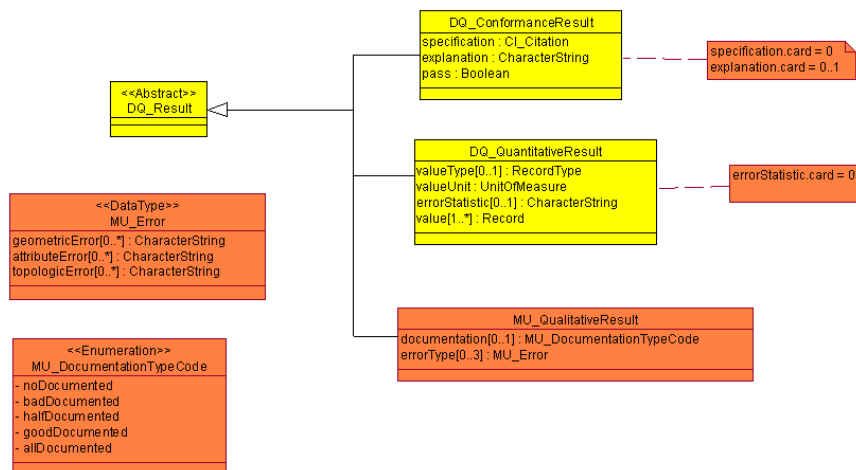 DQ_ConformanceResult
specification : CI_Citation
explanation : CharacterString
pass : Boolean
specification.card = 0
explanation.card = 0..1
<<Abstract>>
DQ_Result
DQ_QuantitativeResult
valueType[0..1] : RecordType
valueUnit : UnitOfMeasure
errorStatistic[0..1] : CharacterString
value[1..*] : Record
errorStatistic.card = 0
<<DataType>>
MU_Error
geometricError[0..*] : CharacterString
attributeError[0..*] : CharacterString
topologicError[0..*] : CharacterString
MU_QualitativeResult
documentation[0..1] : MU_DocumentationTypeCode
errorType[0..3] : MU_Error
<<Enumeration>>
MU_DocumentationTypeCode
- noDocumented
- badDocumented
- halfDocumented
- goodDocumented
- allDocumented